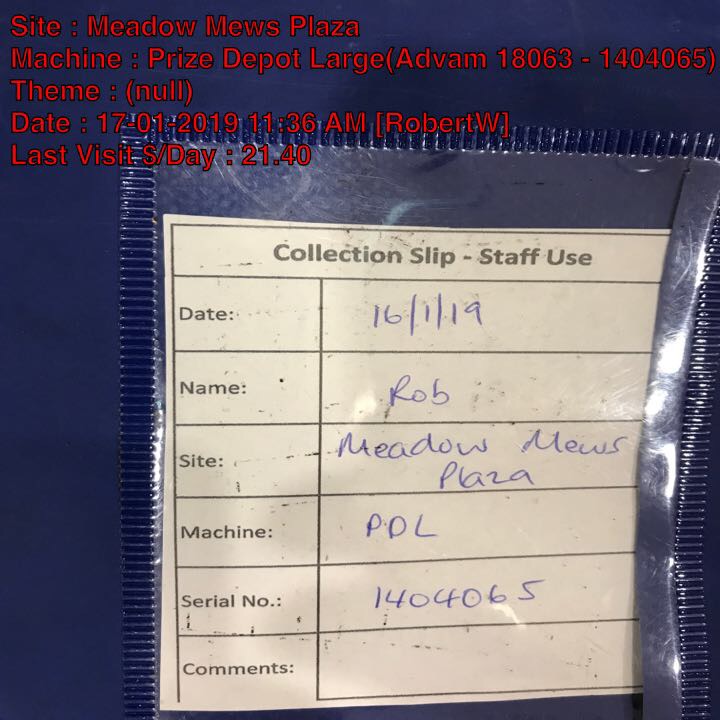 Site : Meadow Mews Plaza
Machine : Prize Depot Large(Advam 18063 - 1404065)
Theme : (null)
Date : 17-01-2019 11:36 AM [RobertW]
Last Visit $/Day : 21.40
Collection Slip - Staff Use
Date: 16/1/19
Name: Rob
Site: Meadow Mews
Plaza
Machine: PDL
Serial No.: 1404065
Comments: